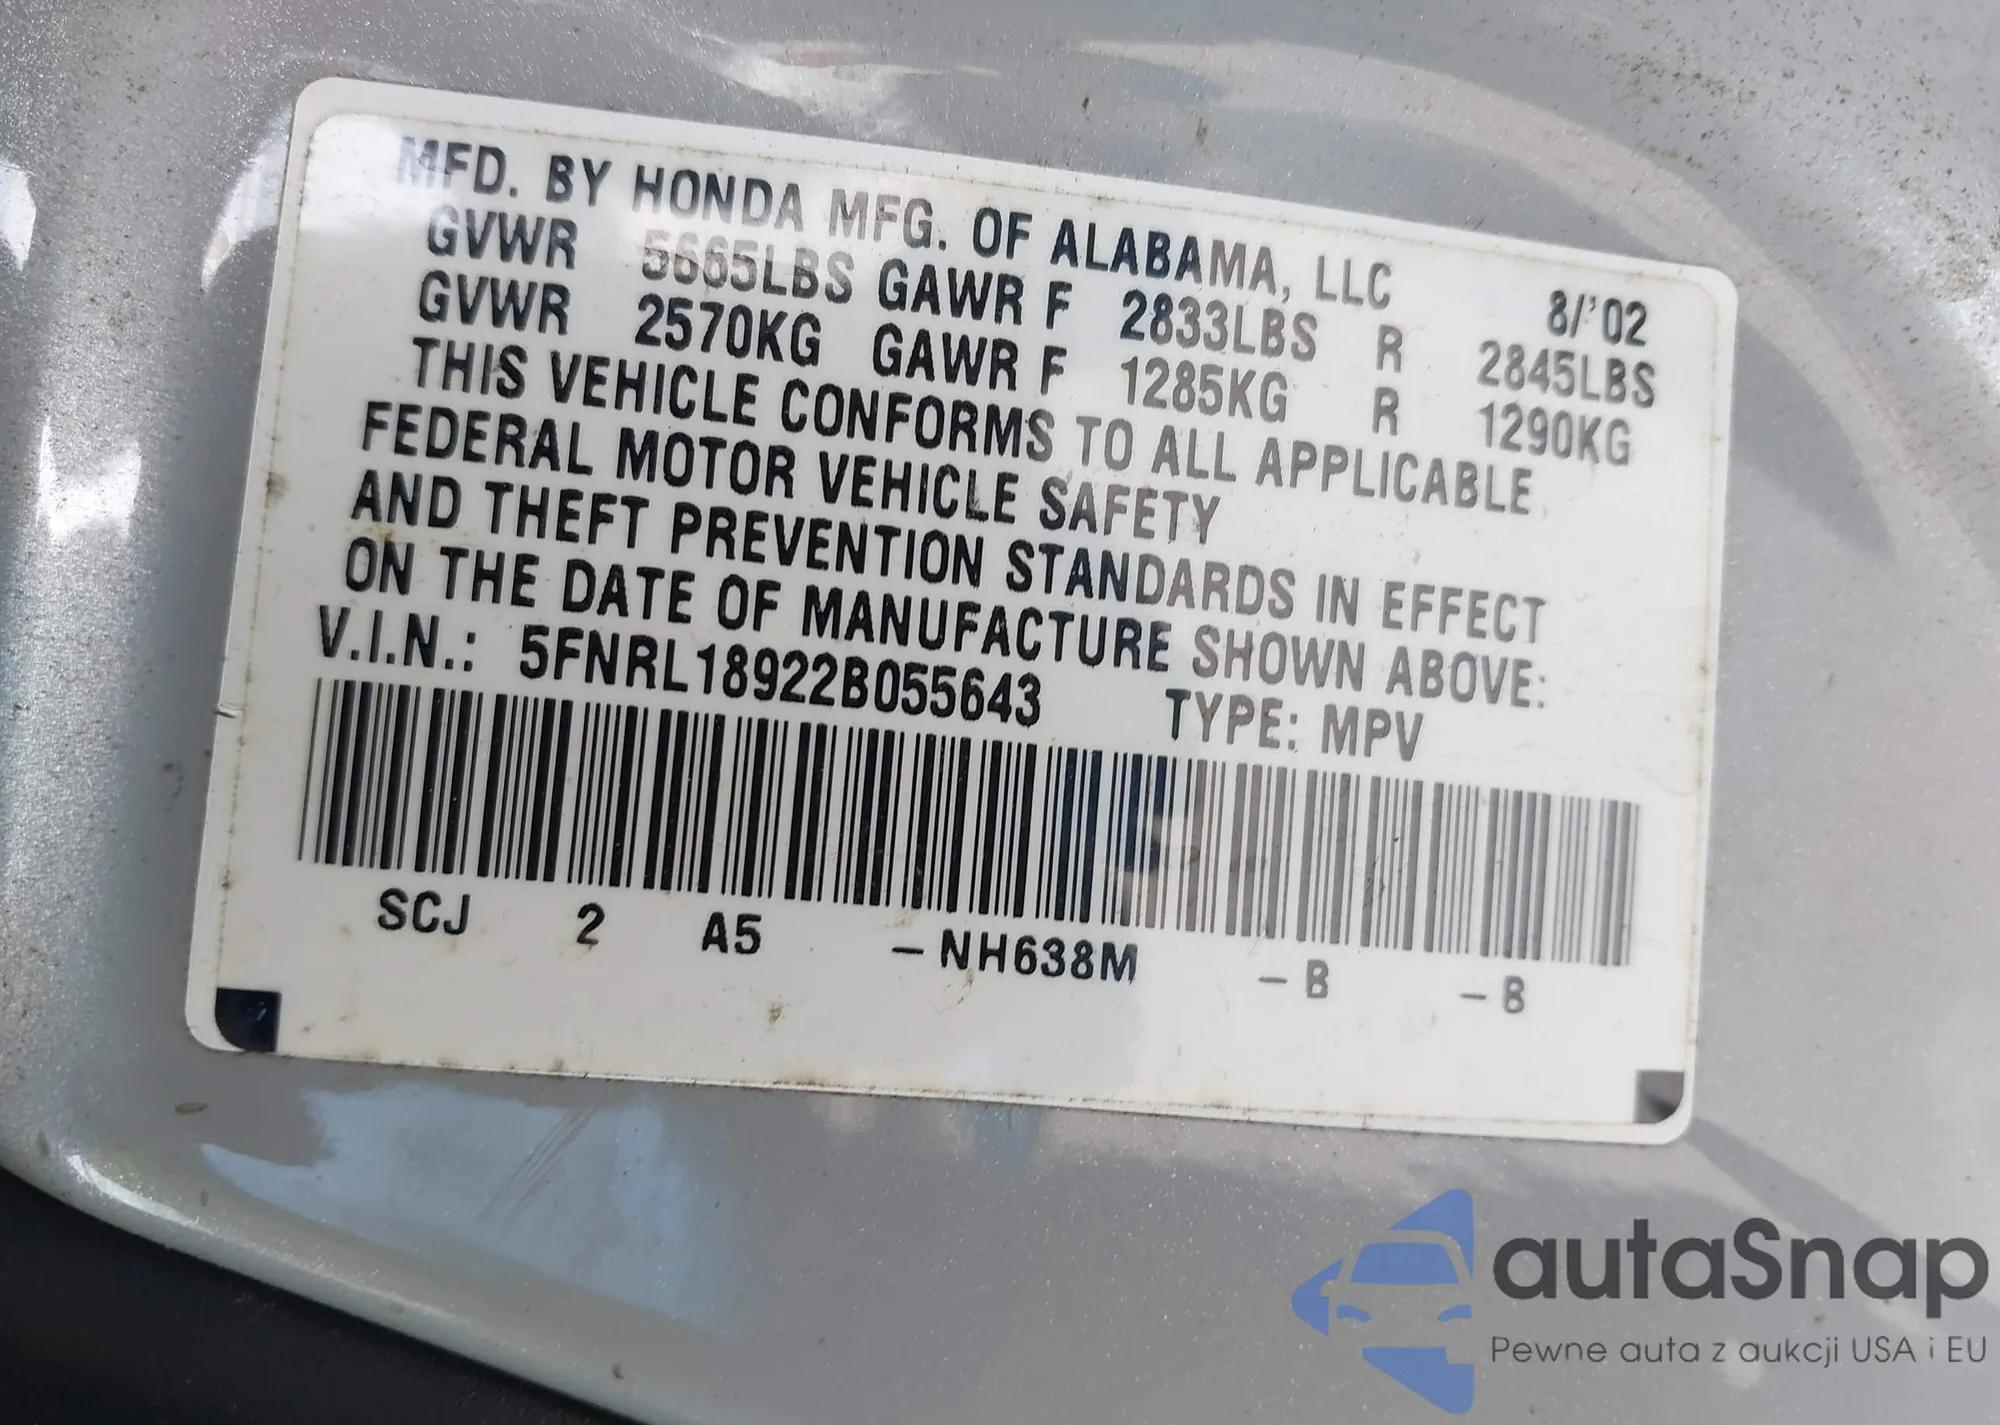 MFD. BY HONDA MFG. OF ALABAMA, LLC 8/'02
GVWR 5665LBS GAWR F 2833LBS R 2845LBS
GVWR 2570KG GAWR F 1285KG R 1290KG
THIS VEHICLE CONFORMS TO ALL APPLICABLE
FEDERAL MOTOR VEHICLE SAFETY
AND THEFT PREVENTION STANDARDS IN EFFECT
ON THE DATE OF MANUFACTURE SHOWN ABOVE:
V.I.N.: 5FNRL18922B055643 TYPE: MPV
SCJ 2 A5 –NH638M –B –B
autaSnap
Pewne auta z aukcji USA i EU